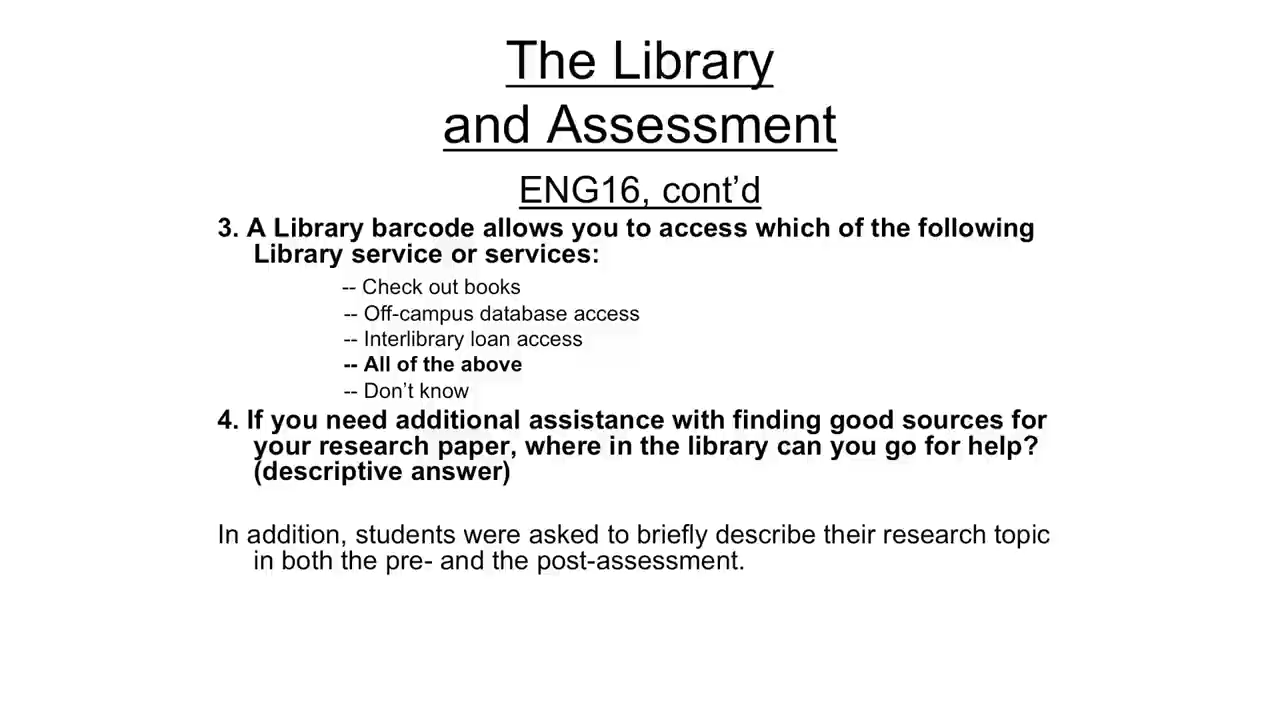 The Library
and Assessment
ENG16, cont’d
3. A Library barcode allows you to access which of the following
Library service or services:
-- Check out books
-- Off-campus database access
-- Interlibrary loan access
-- All of the above
-- Don’t know
4. If you need additional assistance with finding good sources for
your research paper, where in the library can you go for help?
(descriptive answer)
In addition, students were asked to briefly describe their research topic
in both the pre- and the post-assessment.